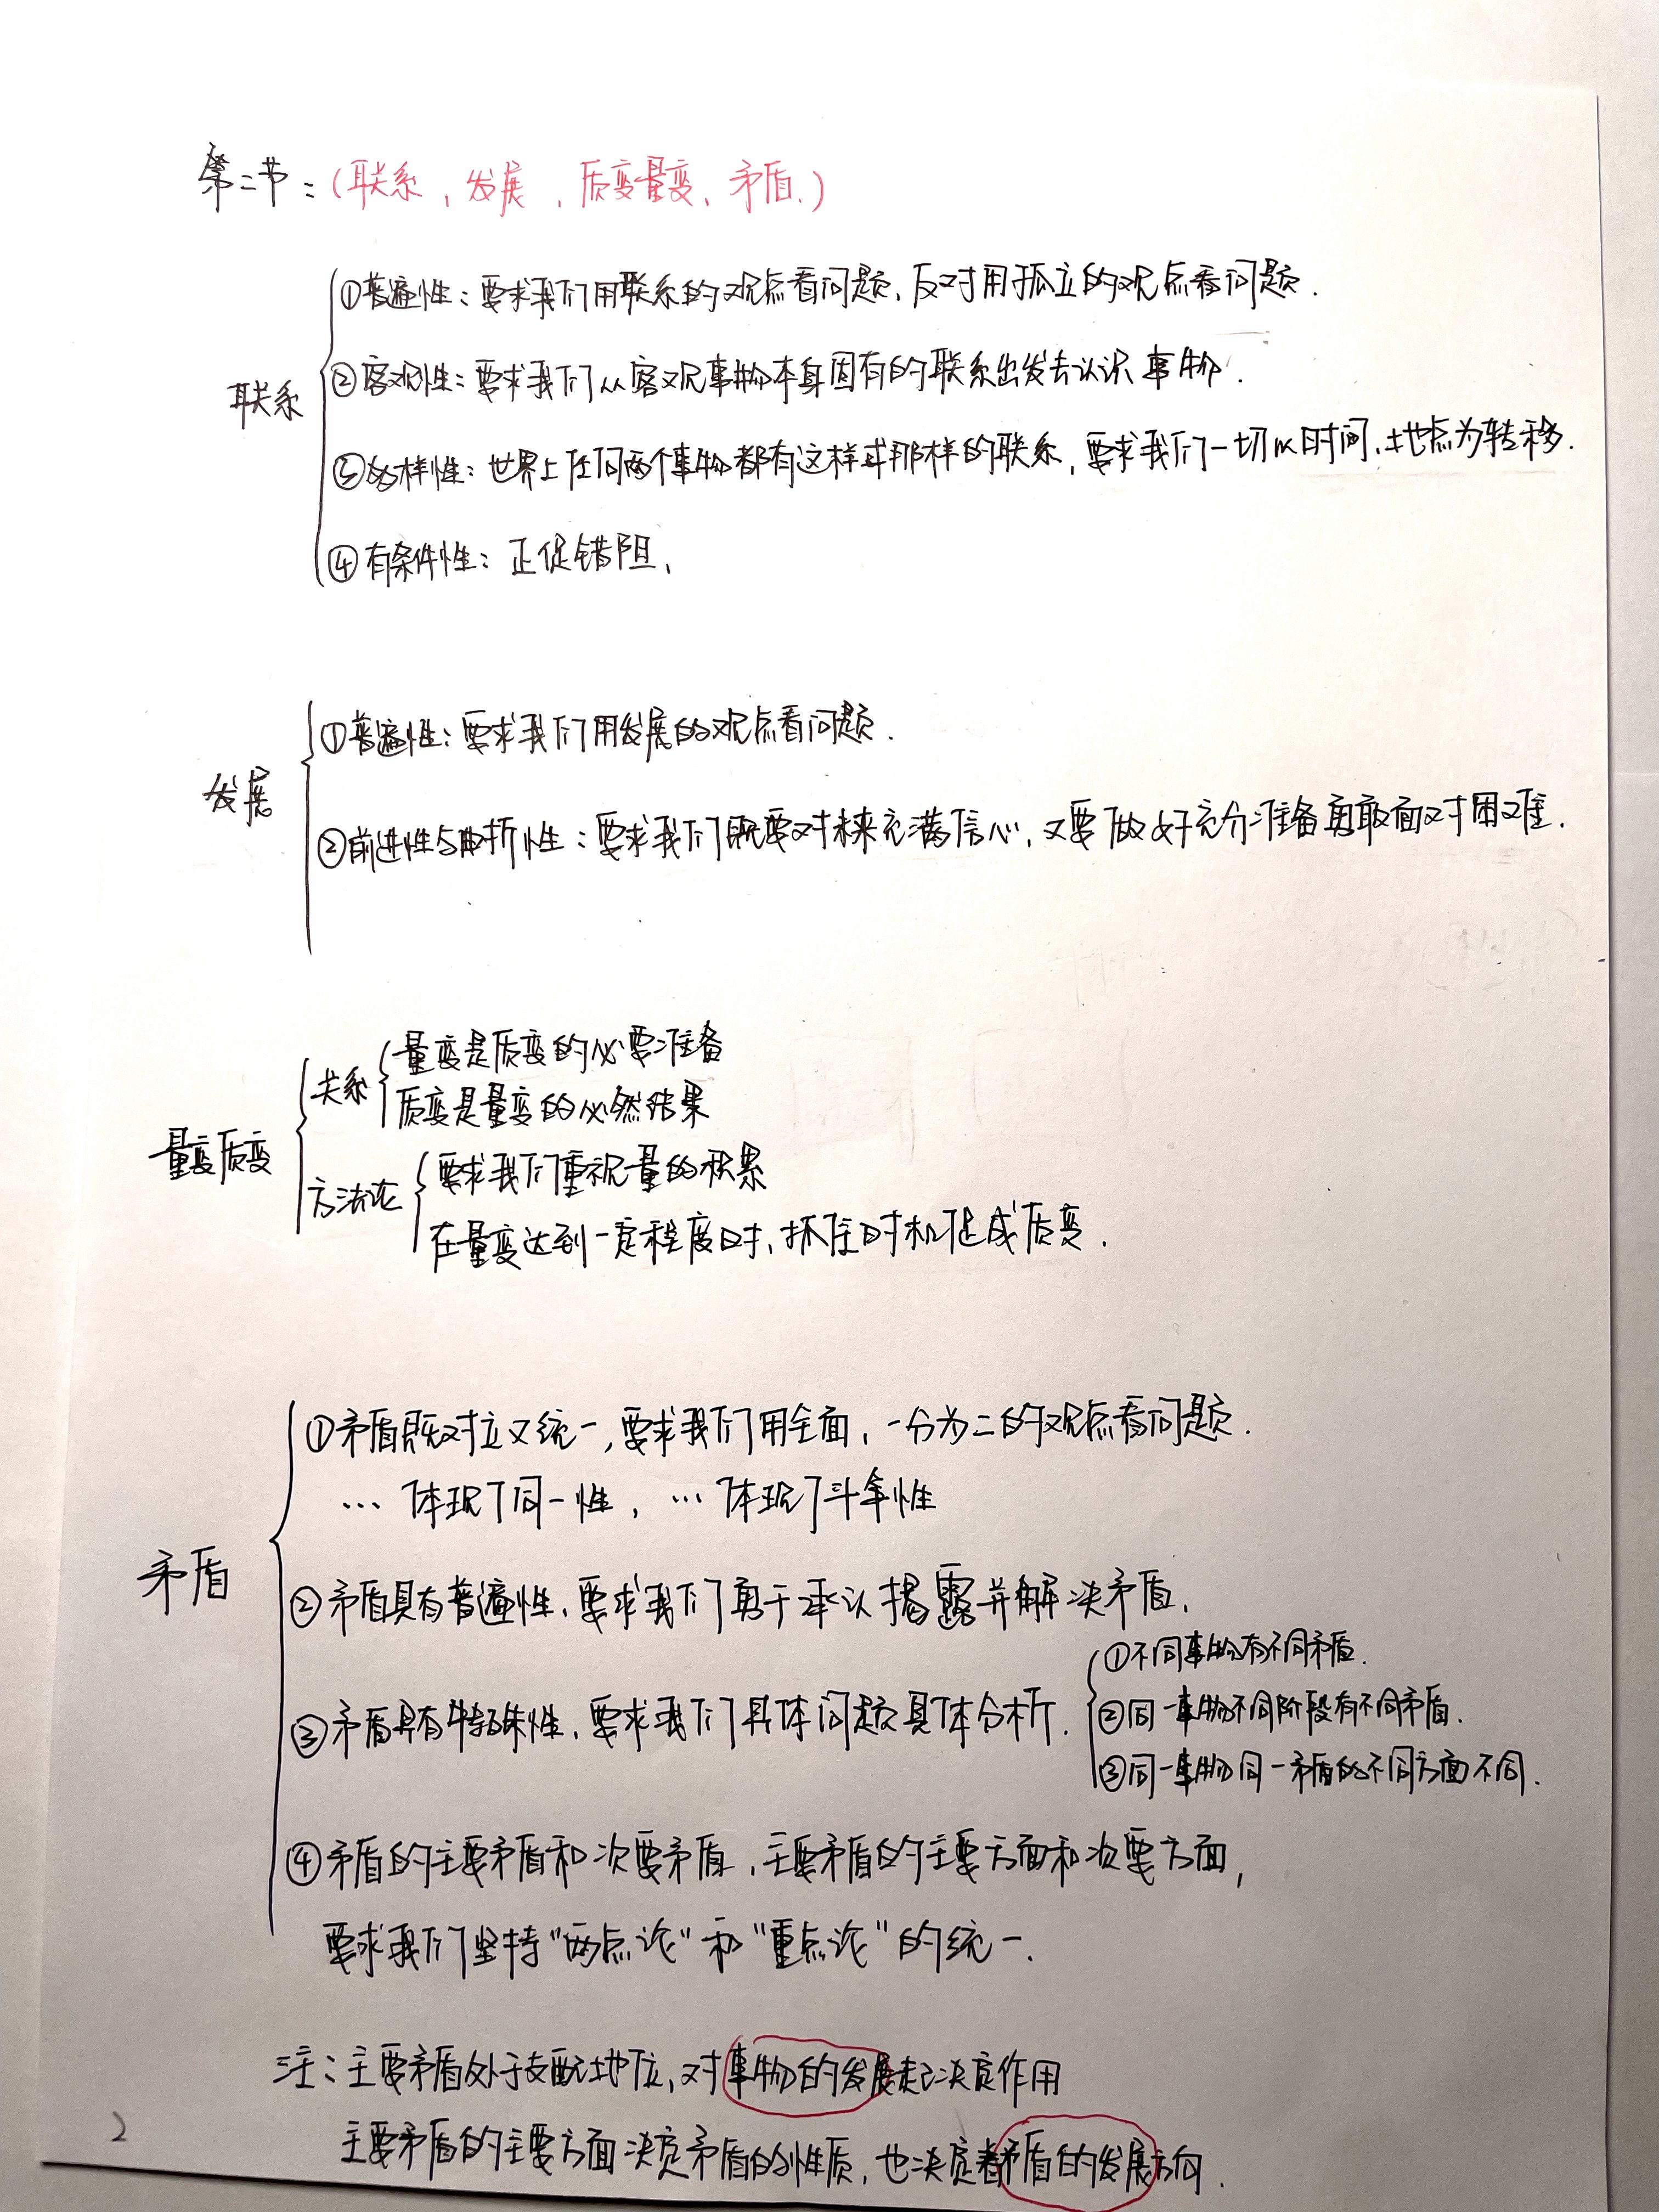 第二节：(联系，发展，质变量变，矛盾.)
①普遍性：要求我们用联系的观点看问题，反对用孤立的观点看问题.
②客观性：要求我们从客观事物本身固有的联系出发去认识事物.
联系
③多样性：世界上任何两个事物都有这样或那样的联系，要求我们一切以时间，地点为转移.
④有条件性：正促错阻，
①普遍性：要求我们用发展的观点看问题.
发展
②前进性与曲折性：要求我们既要对未来充满信心，又要做好充分准备勇敢面对困难.
量变是质变的必要准备
关系
质变是量变的必然结果
量变质变
要求我们重视量的积累
方法论
在量变达到一定程度时，抓住时机促成质变.
①矛盾既对立又统一，要求我们用全面，一分为二的观点看问题.
… 体现了同一性，… 体现了斗争性
矛盾
②矛盾具有普遍性，要求我们勇于承认揭露并解决矛盾，
③矛盾具有特殊性，要求我们具体问题具体分析.
①不同事物有不同矛盾.
②同一事物不同阶段有不同矛盾.
③同一事物同一矛盾的不同方面不同.
④矛盾的主要矛盾和次要矛盾，主要矛盾的主要方面和次要方面，
要求我们坚持“两点论”和“重点论”的统一.
注：主要矛盾处于支配地位，对事物的发展起决定作用
主要矛盾的主要方面决定矛盾的性质，也决定着矛盾的发展方向.
2